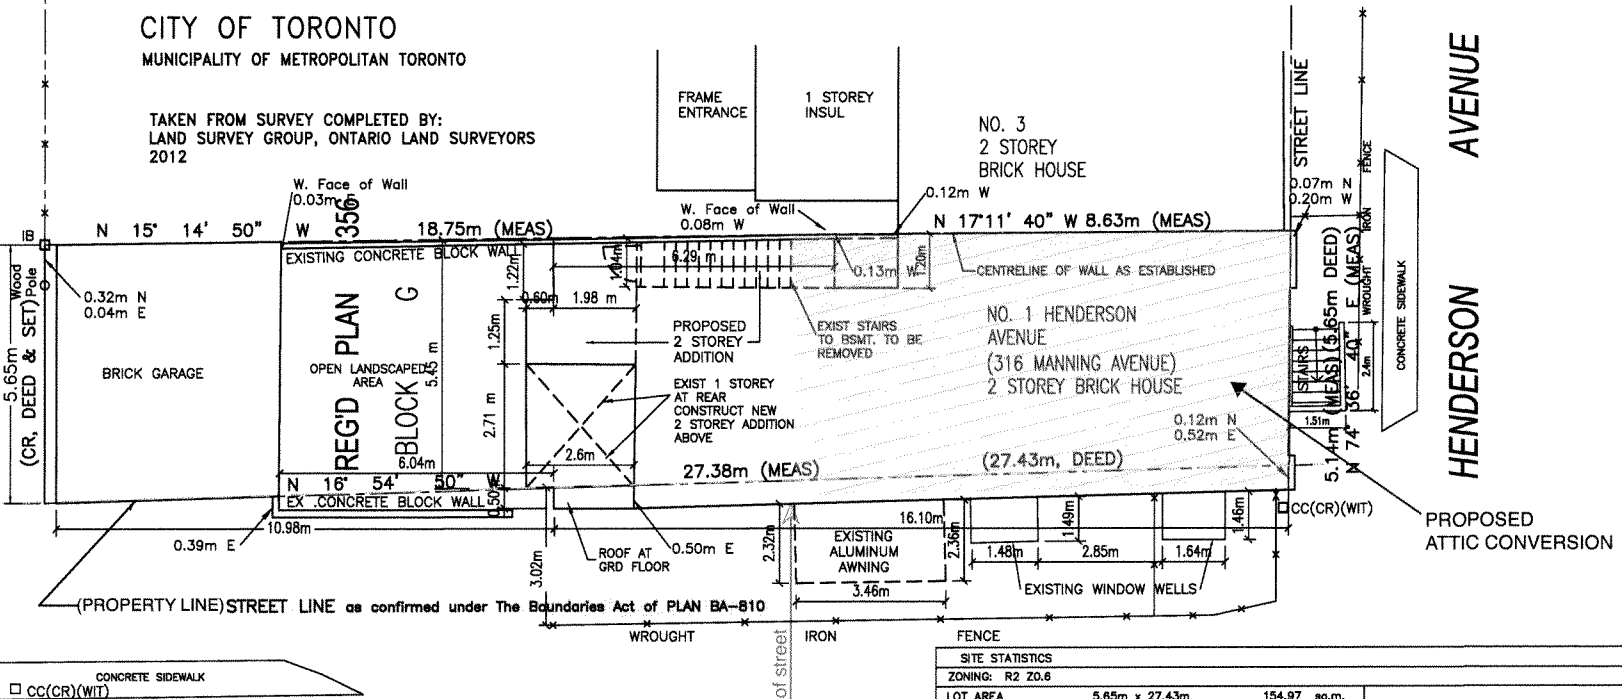 CITY OF TORONTO
MUNICIPALITY OF METROPOLITAN TORONTO
TAKEN FROM SURVEY COMPLETED BY:
LAND SURVEY GROUP, ONTARIO LAND SURVEYORS
2012
FRAME
ENTRANCE
1 STOREY
INSUL
NO. 3
2 STOREY
BRICK HOUSE
STREET LINE
AVENUE
HENDERSON
W. Face of Wall
0.03m
356
W. Face of Wall
0.08m W
0.12m W
0.07m N
0.20m W
IRON FENCE
WROUGHT
CONCRETE SIDEWALK
iB
N 15° 14' 50" W
18.75m (MEAS)
N 17°11' 40" W 8.63m (MEAS)
EXISTING CONCRETE BLOCK WALL
Wood
Pole
0.32m N
0.04m E
5.65m
(CR, DEED & SET)
BRICK GARAGE
REG'D PLAN
BLOCK G
OPEN LANDSCAPED
AREA
5.45 m
6.04m
1.22m
0.60m
1.98 m
1.04m
6.29 m
0.13m W
1.20m
CENTRELINE OF WALL AS ESTABLISHED
1.25m
2.71 m
2.6m
PROPOSED
2 STOREY
ADDITION
EXIST STAIRS
TO BSMT. TO BE
REMOVED
EXIST 1 STOREY
AT REAR
CONSTRUCT NEW
2 STOREY ADDITION
ABOVE
NO. 1 HENDERSON
AVENUE
(316 MANNING AVENUE)
2 STOREY BRICK HOUSE
0.12m N
0.52m E
STAIRS
2.4m
1.51m
5.14m (MEAS) (5.65m DEED)
N 74° 36' 40" E (MEAS)
27.38m (MEAS)
(27.43m, DEED)
N 16° 54' 50" W
EX .CONCRETE BLOCK WALL
0.50m
10.98m
0.39m E
ROOF AT
GRD FLOOR
0.50m E
3.02m
2.32m
EXISTING
ALUMINUM
AWNING
16.10m
2.36m
3.46m
1.48m
1.49m
2.85m
1.64m
1.46m
EXISTING WINDOW WELLS
CC(CR)(WIT)
PROPOSED
ATTIC CONVERSION
(PROPERTY LINE) STREET LINE as confirmed under The Boundaries Act of PLAN BA-810
WROUGHT IRON FENCE
of street
CONCRETE SIDEWALK
CC(CR)(WIT)
SITE STATISTICS
ZONING: R2 Z0.6
LOT AREA 5.65m x 27.43m 154.97 sq.m.